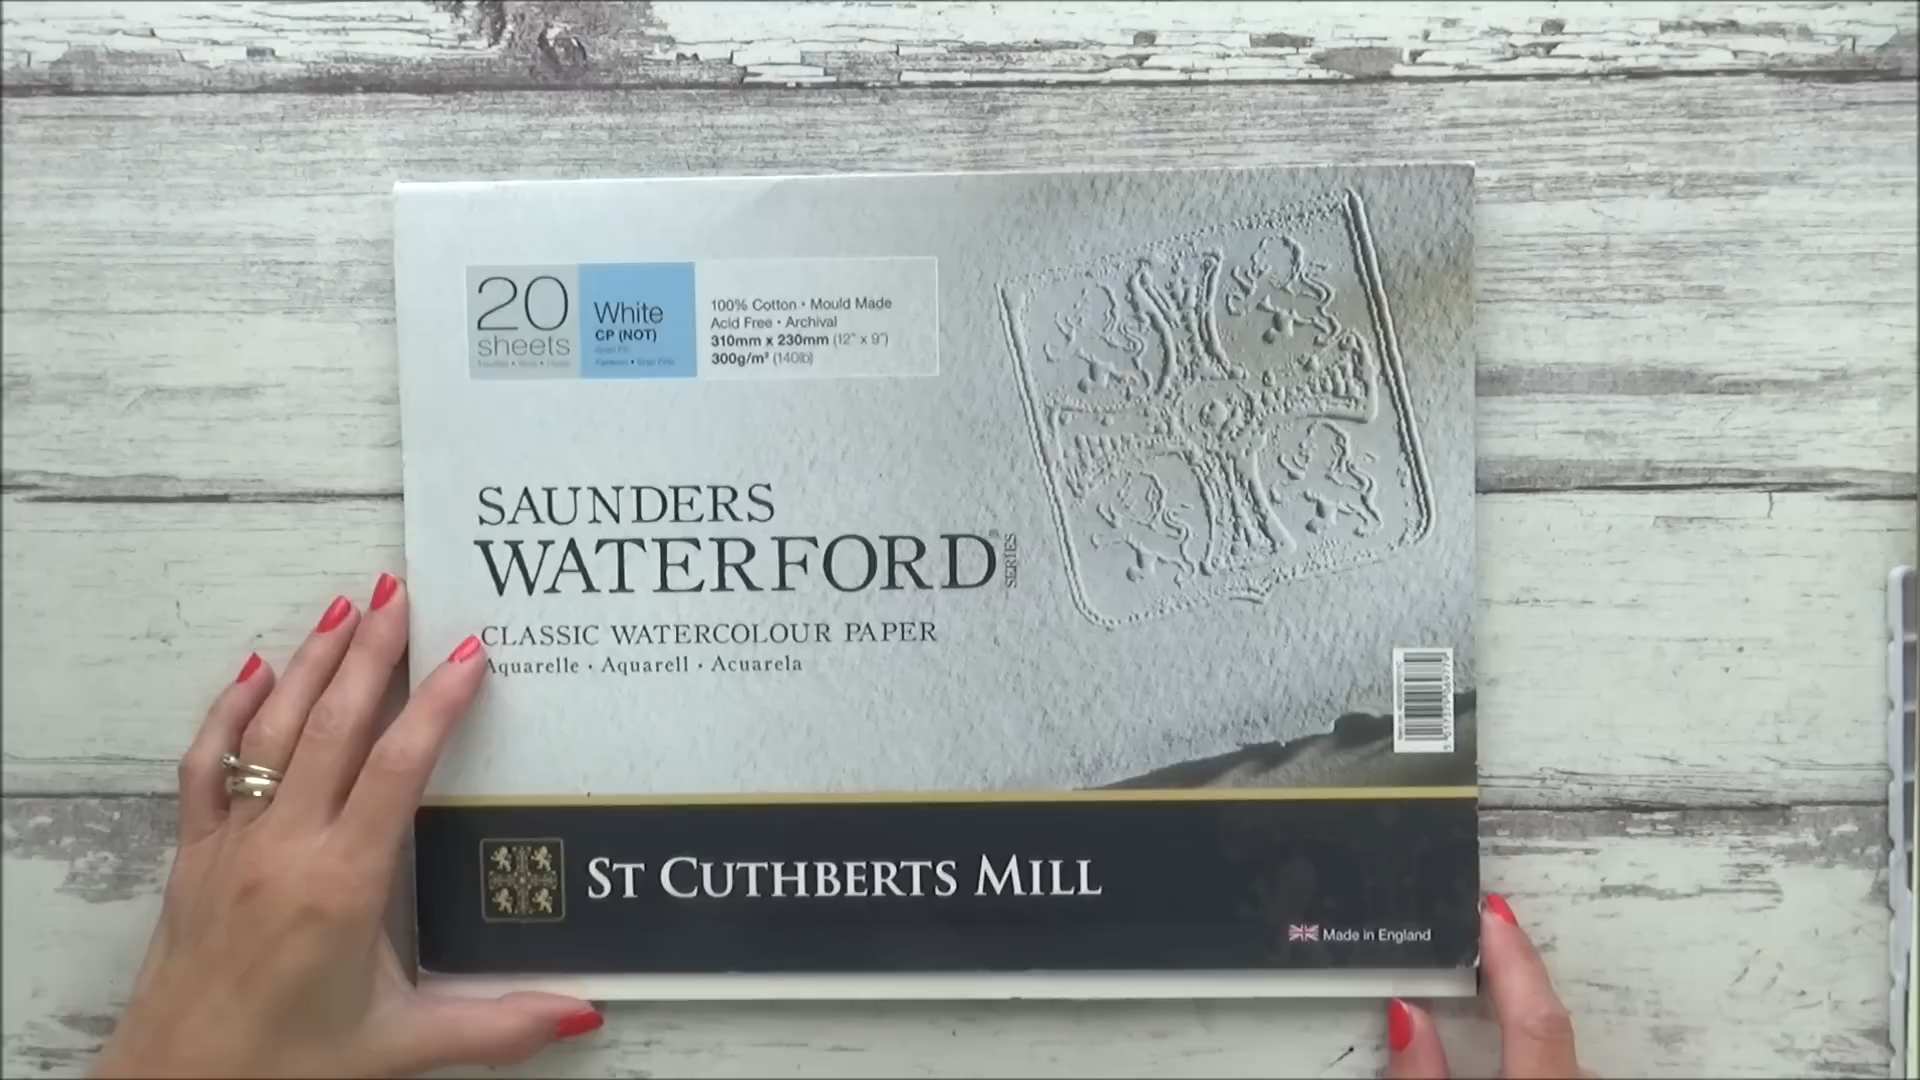 20
sheets
White
CP (NOT)
100% Cotton • Mould Made
Acid Free • Archival
310mm x 230mm (12" x 9")
300g/m² (140lb)
SAUNDERS
WATERFORD®
SERIES
CLASSIC WATERCOLOUR PAPER
Aquarelle • Aquarell • Acuarela
ST CUTHBERTS MILL
Made in England